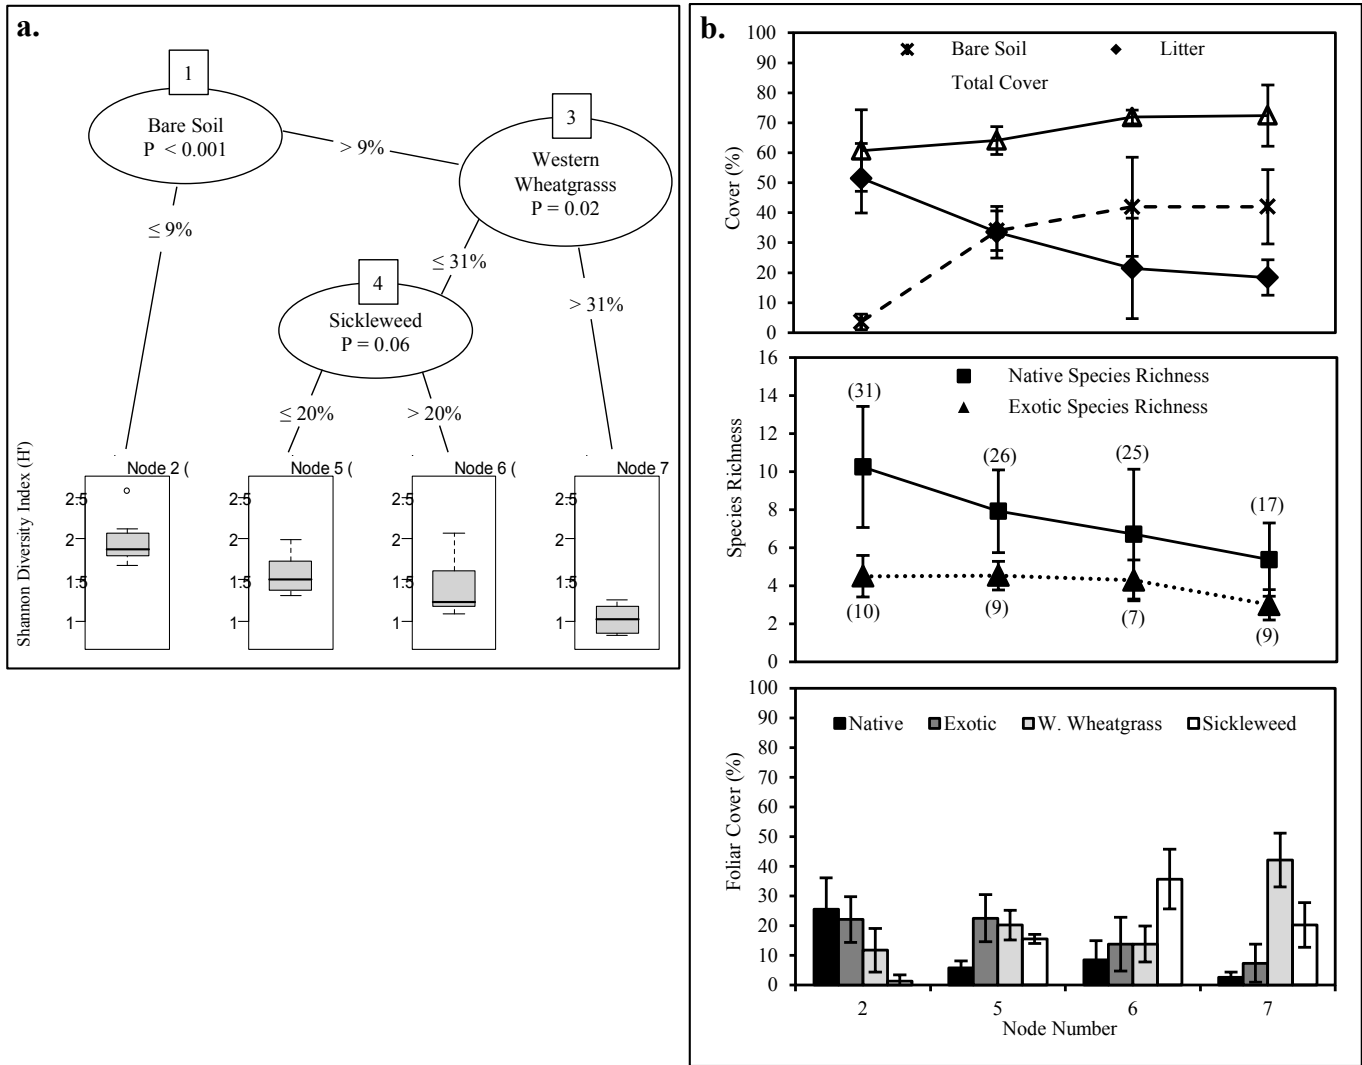 a.
1
Bare Soil
P < 0.001
> 9%
3
Western
Wheatgrasss
P = 0.02
≤ 9%
≤ 31%
> 31%
4
Sickleweed
P = 0.06
≤ 20%
> 20%
Shannon Diversity Index (H')
Node 2 (
2.5
2
1.5
1
Node 5 (
2.5
2
1.5
1
Node 6 (
2.5
2
1.5
1
Node 7
2.5
2
1.5
1
b.
Cover (%)
100
90
80
70
60
50
40
30
20
10
0
Bare Soil
Litter
Total Cover
Species Richness
16
14
12
10
8
6
4
2
0
Native Species Richness
Exotic Species Richness
(31)
(26)
(25)
(17)
(10)
(9)
(7)
(9)
Foliar Cover (%)
100
90
80
70
60
50
40
30
20
10
0
Native
Exotic
W. Wheatgrass
Sickleweed
2
5
6
7
Node Number